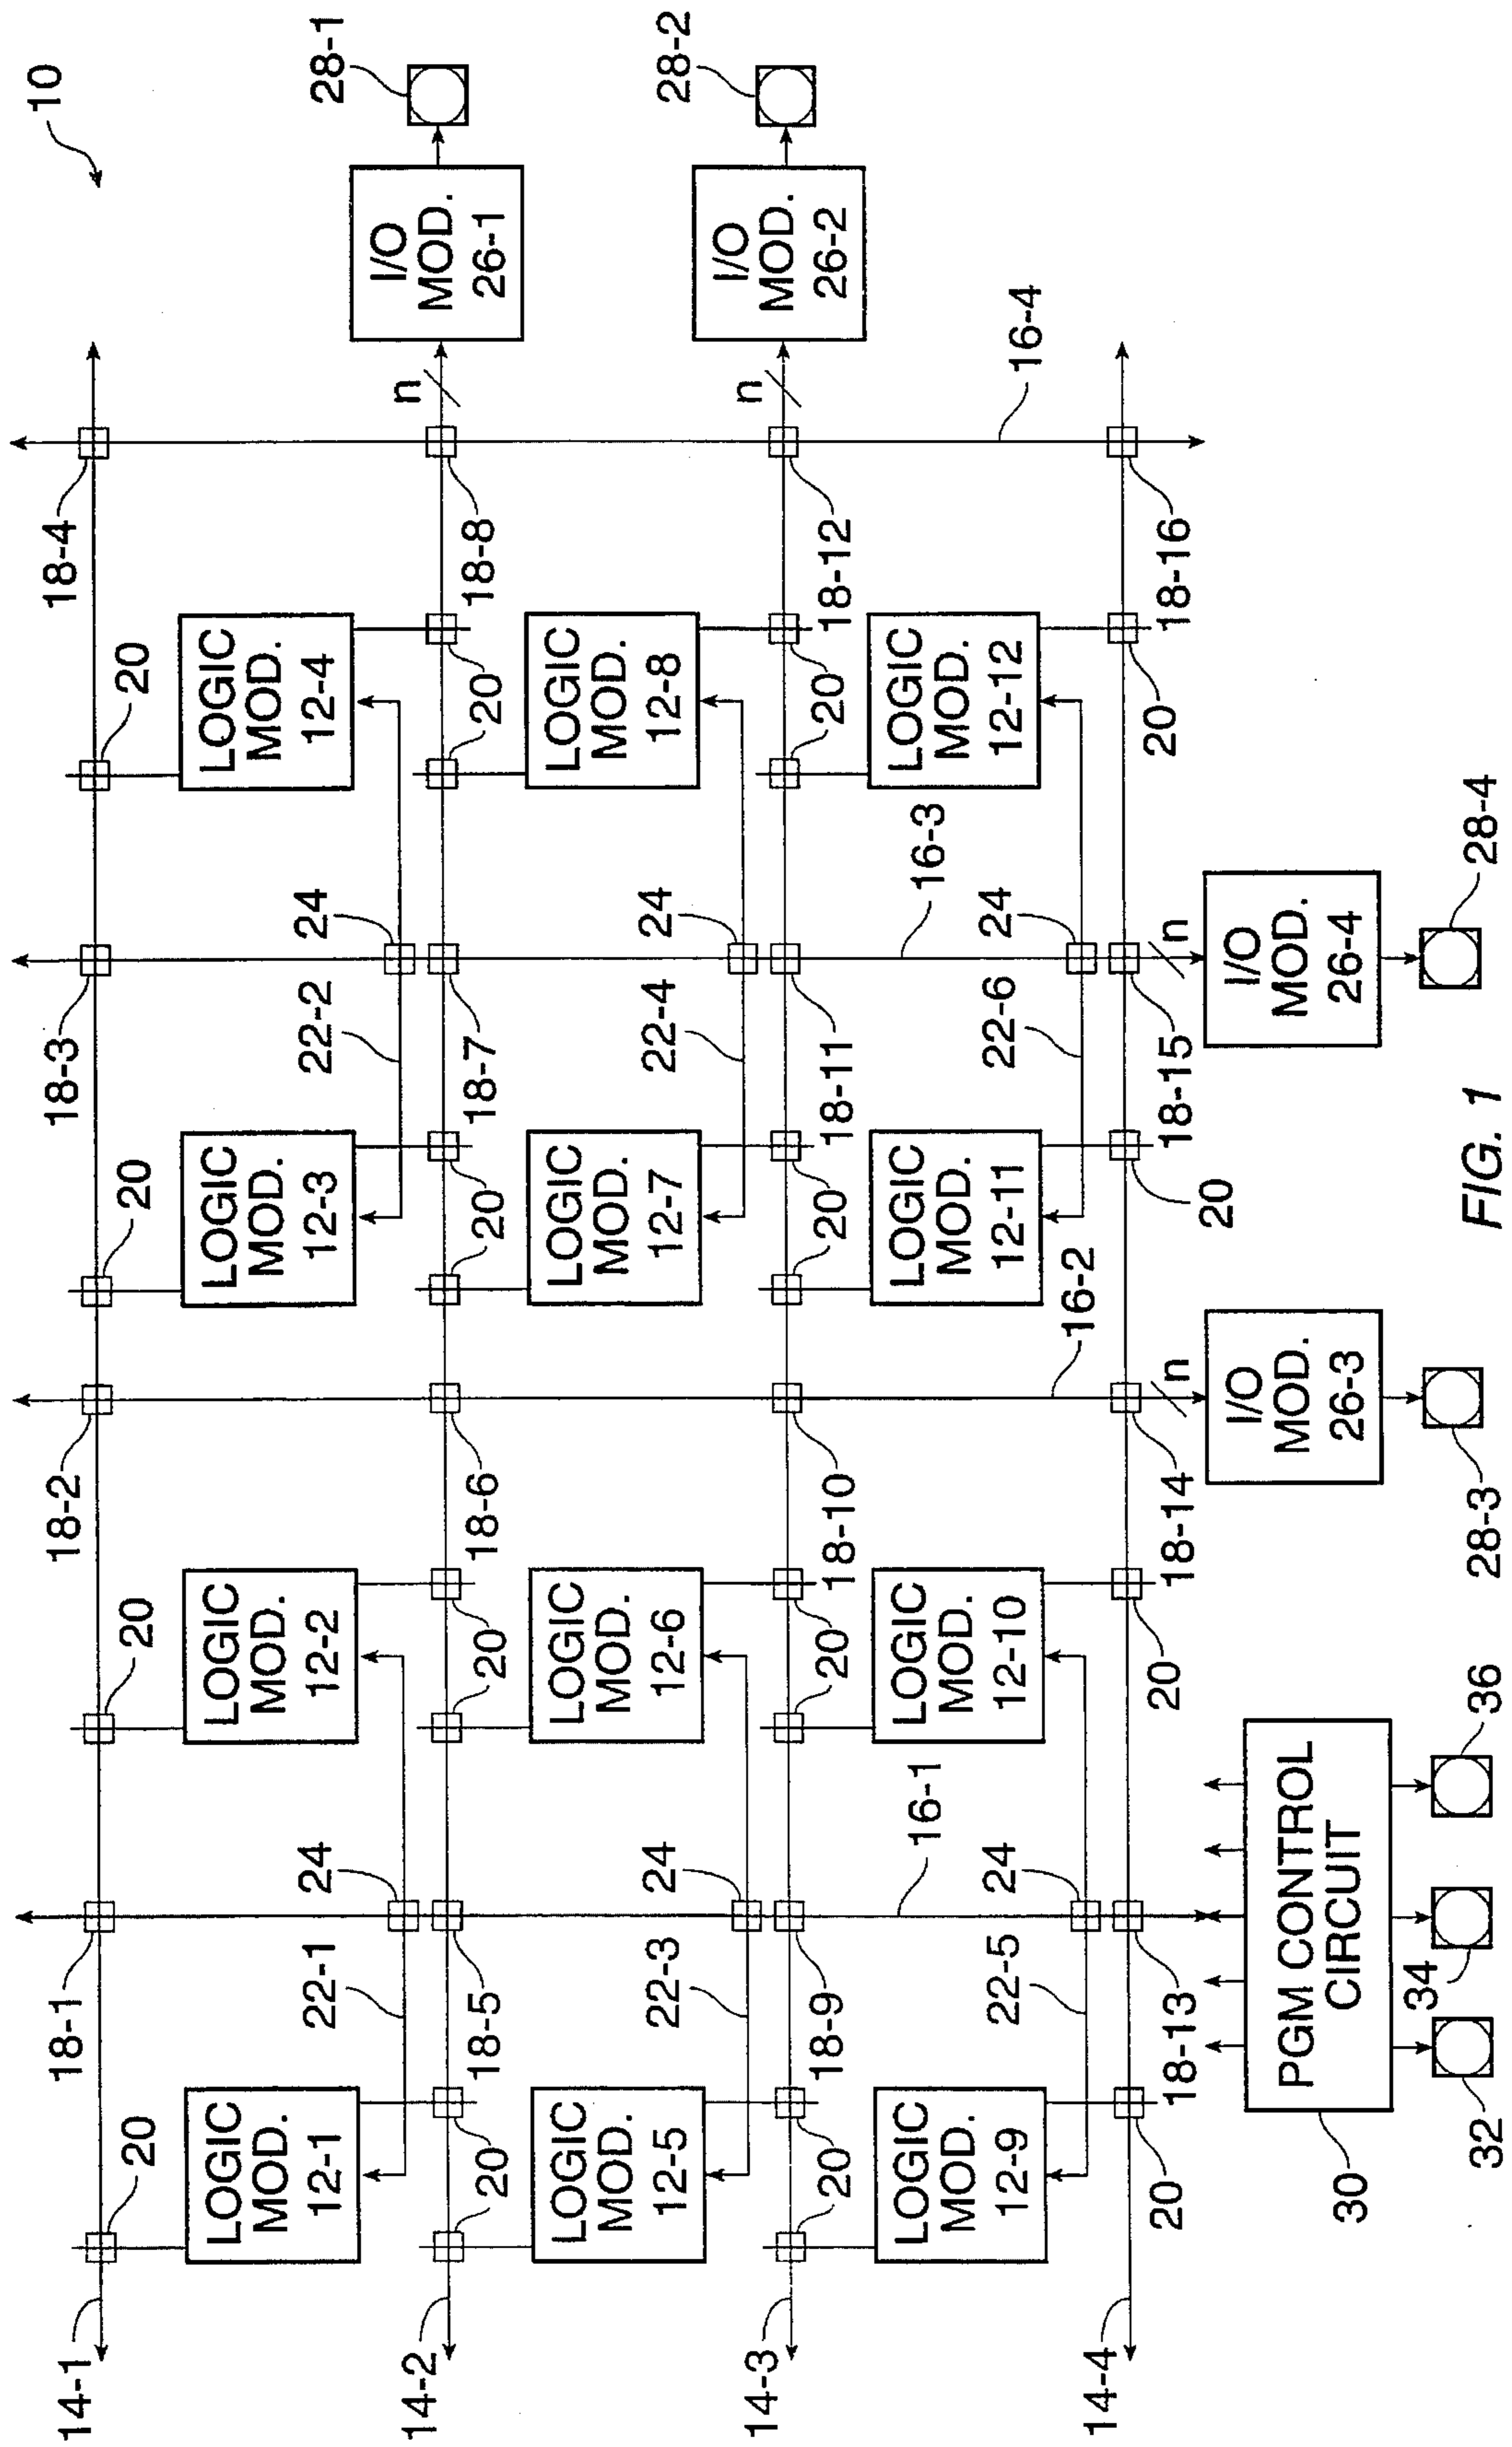 10
18-1
18-2
18-3
18-4
20
20
20
20
14-1
LOGIC
MOD.
12-1
LOGIC
MOD.
12-2
LOGIC
MOD.
12-3
LOGIC
MOD.
12-4
28-1
I/O
MOD.
26-1
n
22-1
24
22-2
24
14-2
20
18-5
20
18-6
20
18-7
20
18-8
LOGIC
MOD.
12-5
LOGIC
MOD.
12-6
LOGIC
MOD.
12-7
LOGIC
MOD.
12-8
28-2
I/O
MOD.
26-2
n
22-3
24
22-4
24
14-3
20
18-9
20
18-10
20
18-11
20
18-12
LOGIC
MOD.
12-9
LOGIC
MOD.
12-10
LOGIC
MOD.
12-11
LOGIC
MOD.
12-12
16-1
16-2
16-3
16-4
22-5
24
22-6
24
14-4
20
18-13
20
18-14
20
18-15
20
18-16
n
n
30
PGM CONTROL
CIRCUIT
I/O
MOD.
26-3
I/O
MOD.
26-4
32
34
36
28-3
28-4
FIG. 1